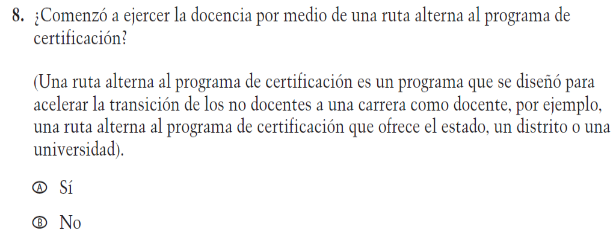 8. ¿Comenzó a ejercer la docencia por medio de una ruta alterna al programa de
certificación?
(Una ruta alterna al programa de certificación es un programa que se diseñó para
acelerar la transición de los no docentes a una carrera como docente, por ejemplo,
una ruta alterna al programa de certificación que ofrece el estado, un distrito o una
universidad).
Ⓐ Sí
Ⓑ No